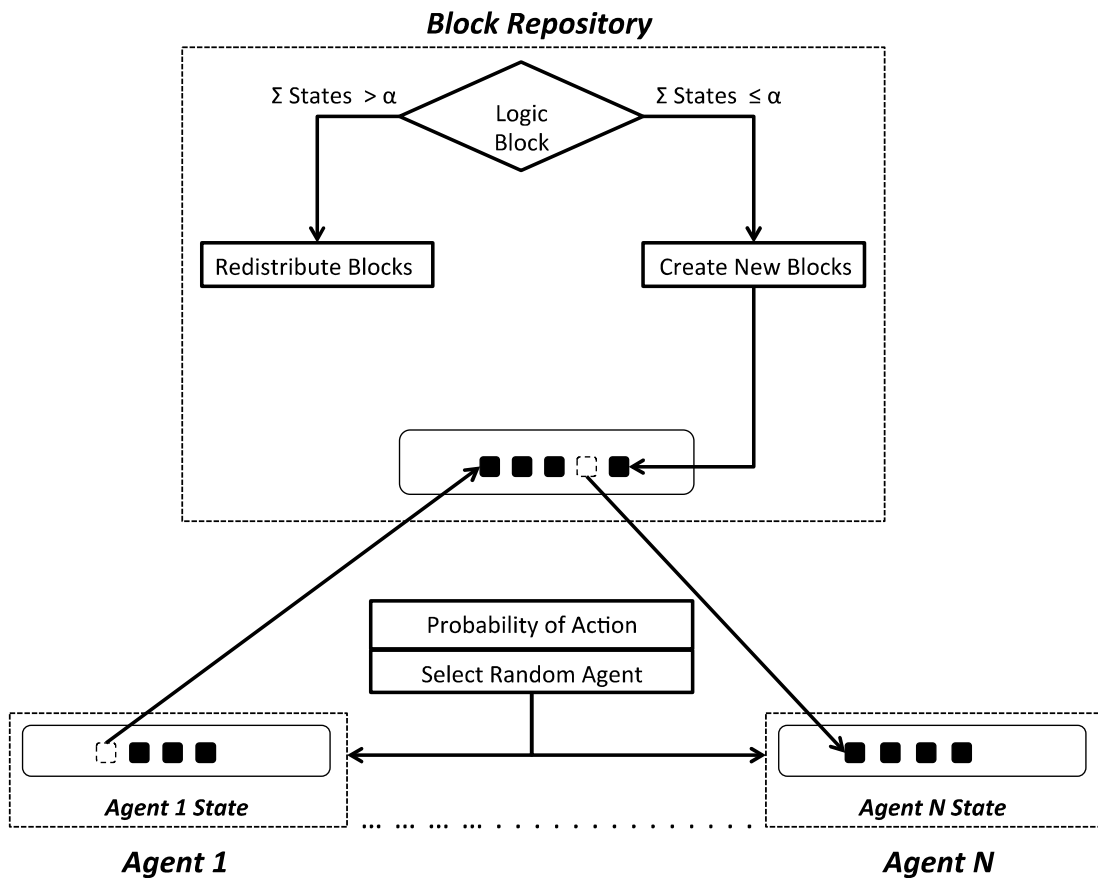 Block Repository
Σ States > α
Σ States ≤ α
Logic
Block
Redistribute Blocks
Create New Blocks
Probability of Action
Select Random Agent
Agent 1 State
Agent N State
... ... ... ... . . . . . . . . . . . . . . .
Agent 1
Agent N